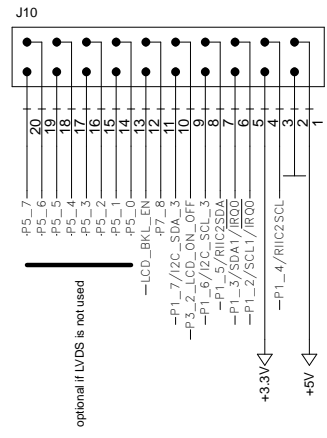 J10
20
19
18
17
16
15
14
13
12
11
10
9
8
7
6
5
4
3
2
1
P5_7
P5_6
P5_5
P5_4
P5_3
P5_2
P5_1
P5_0
LCD_BKL_EN
P7_8
P1_7/I2C_SDA_3
P3_2_LCD_ON_OFF
P1_6/I2C_SCL_3
P1_5/RIIC2SDA
P1_3/SDA1/IRQ0
P1_2/SCL1/IRQ0
P1_4/RIIC2SCL
+3.3V
+5V
optional if LVDS is not used